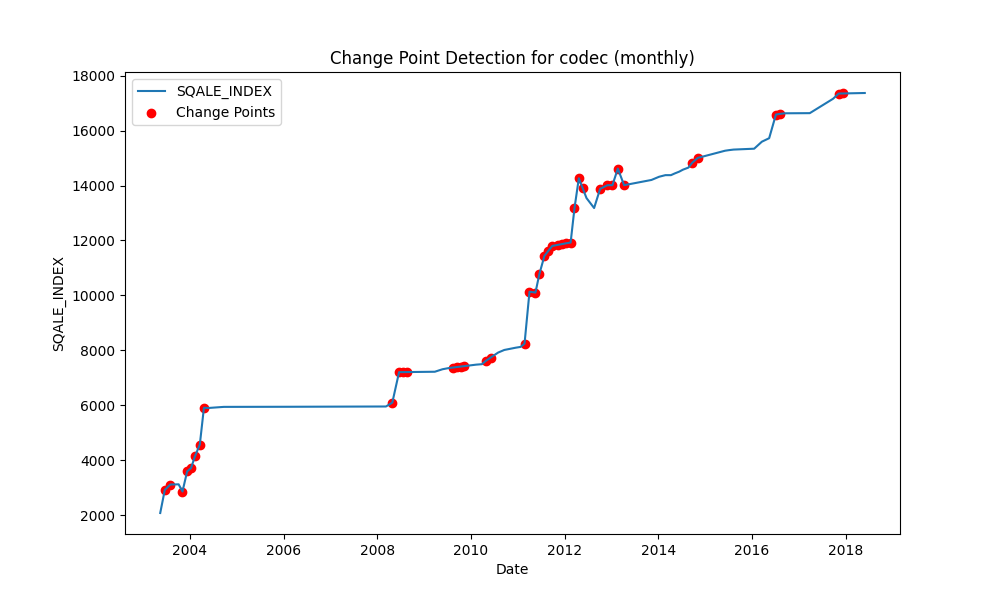 Change Point Detection for codec (monthly)
SQALE_INDEX
Change Points
18000
16000
14000
12000
10000
8000
6000
4000
2000
SQALE_INDEX
2004 2006 2008 2010 2012 2014 2016 2018
Date